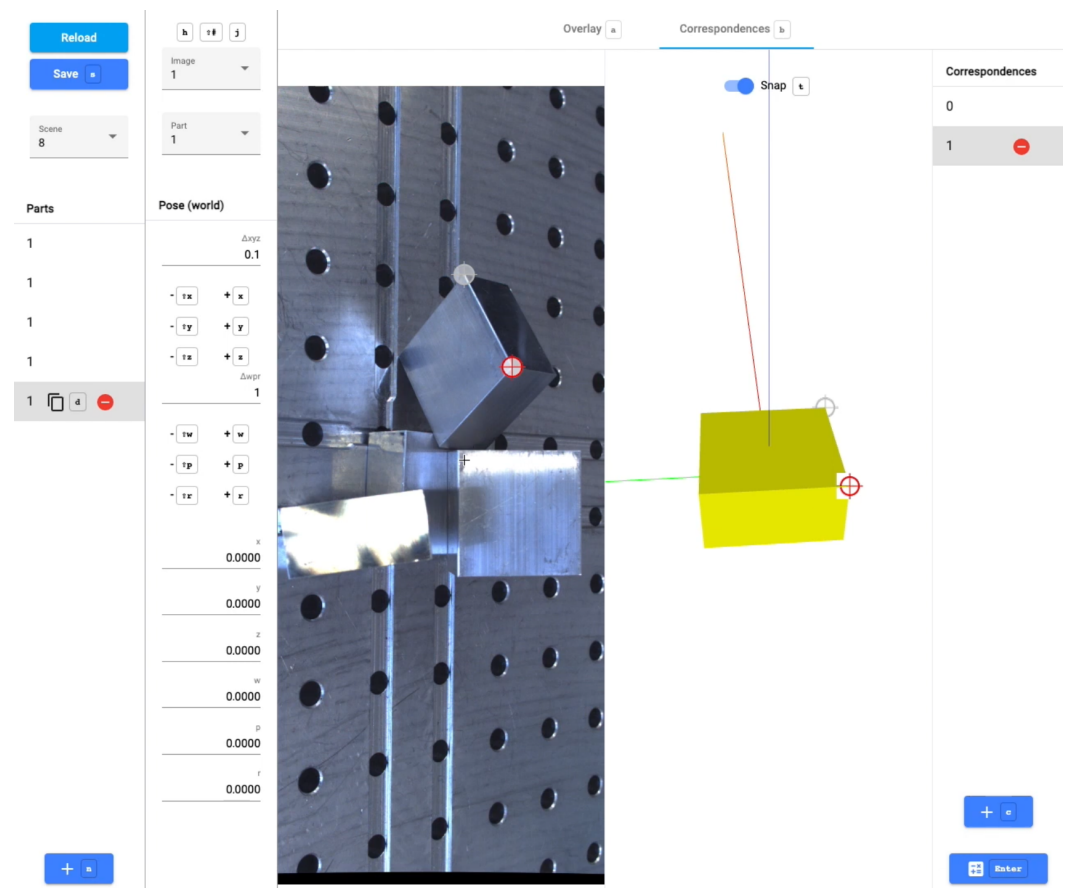 Reload
Save s
Scene
8
Parts
1
1
1
1
1 d
+ n
h ⇧# j
Image
1
Part
1
Pose (world)
Δxyz
0.1
- ⇧x + x
- ⇧y + y
- ⇧z + z
Δwpr
1
- ⇧w + w
- ⇧p + p
- ⇧r + r
x
0.0000
y
0.0000
z
0.0000
w
0.0000
p
0.0000
r
0.0000
Overlay a
Correspondences b
Snap t
Correspondences
0
1
+ c
Enter